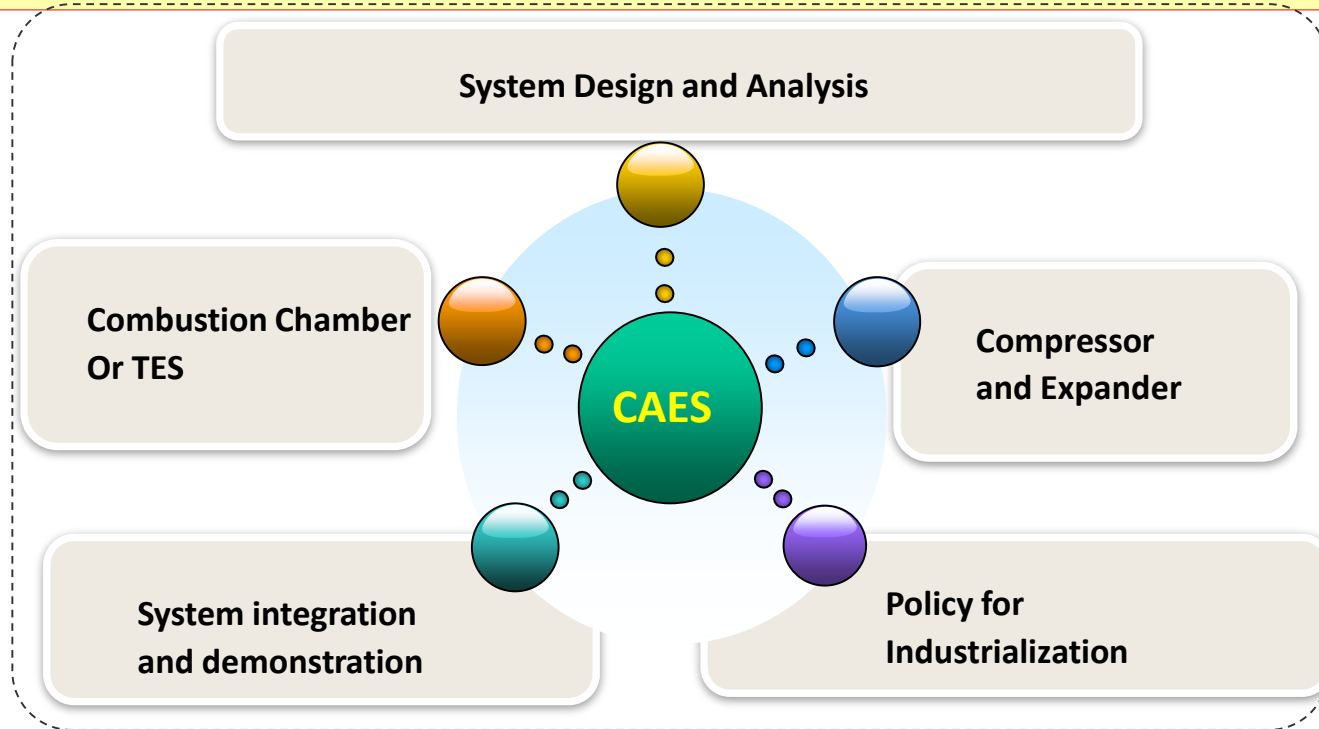 System Design and Analysis
Combustion Chamber
Or TES
Compressor
and Expander
CAES
System integration
and demonstration
Policy for
Industrialization